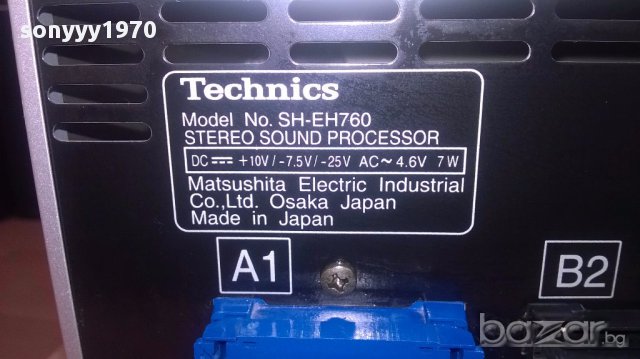 sonyyy1970
Technics
Model No. SH-EH760
STEREO SOUND PROCESSOR
DC ⎓ +10V/-7.5V/-25V AC~4.6V 7W
Matsushita Electric Industrial
Co.,Ltd. Osaka Japan
Made in Japan
A1
B2
bazar.bg